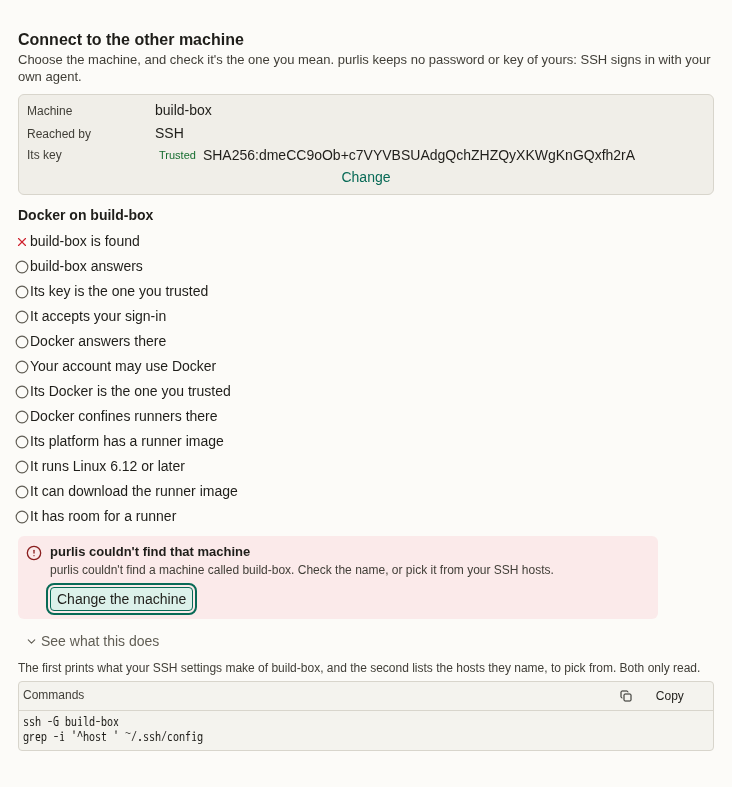 Connect to the other machine
Choose the machine, and check it's the one you mean. purlis keeps no password or key of yours: SSH signs in with your
own agent.
Machine build-box
Reached by SSH
Its key Trusted SHA256:dmeCC9oOb+c7VYVBSUAdgQchZHZQyXKWgKnGQxfh2rA
Change
Docker on build-box
build-box is found
build-box answers
Its key is the one you trusted
It accepts your sign-in
Docker answers there
Your account may use Docker
Its Docker is the one you trusted
Docker confines runners there
Its platform has a runner image
It runs Linux 6.12 or later
It can download the runner image
It has room for a runner
purlis couldn't find that machine
purlis couldn't find a machine called build-box. Check the name, or pick it from your SSH hosts.
Change the machine
See what this does
The first prints what your SSH settings make of build-box, and the second lists the hosts they name, to pick from. Both only read.
Commands Copy
ssh -G build-box
grep -i '^host ' ~/.ssh/config